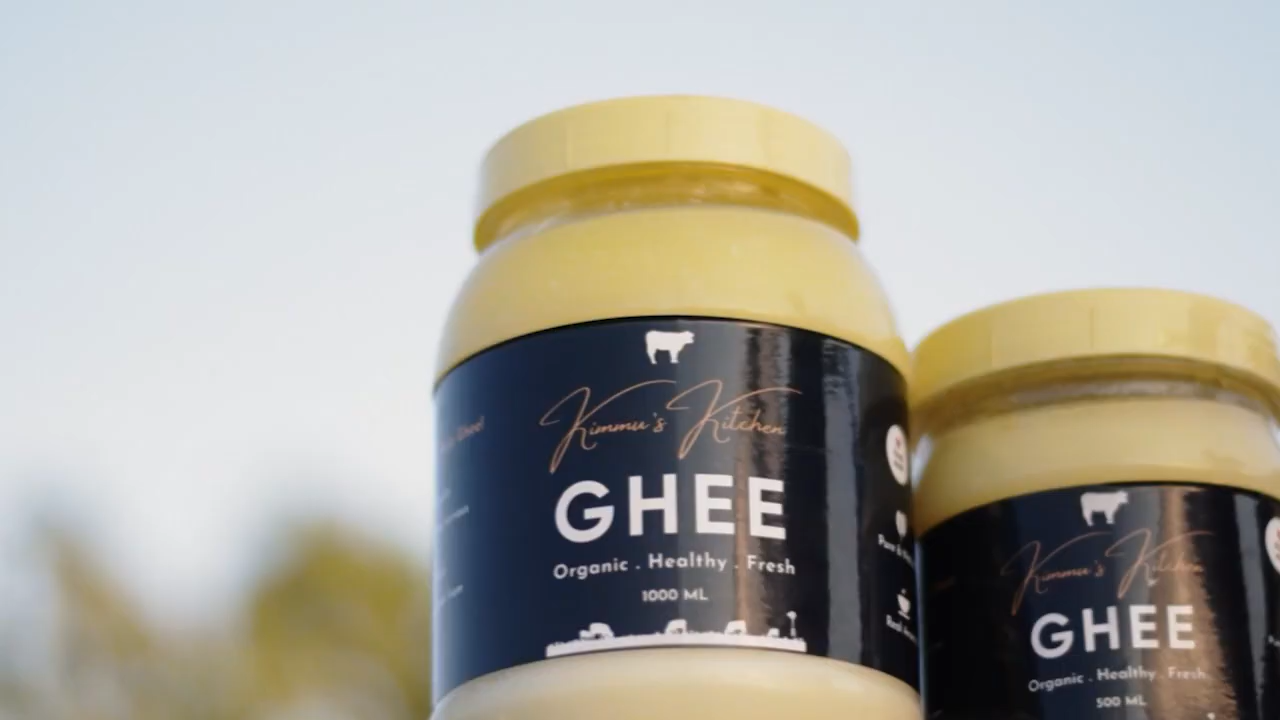 Kimmu's Kitchen
GHEE
Organic . Healthy . Fresh
1000 ML
Kimmu's Kitchen
GHEE
Organic . Healthy . Fresh
500 ML